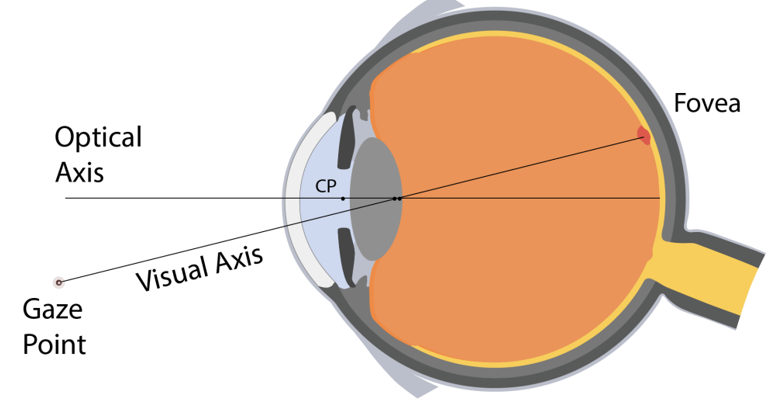 Optical
Axis
CP
Fovea
Visual Axis
Gaze
Point